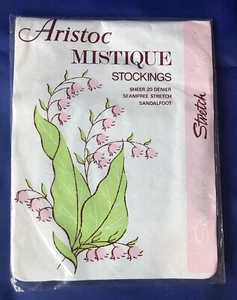 Aristoc
MISTIQUE
STOCKINGS
SHEER 20 DENIER
SEAMFREE STRETCH
SANDALFOOT
Stretch